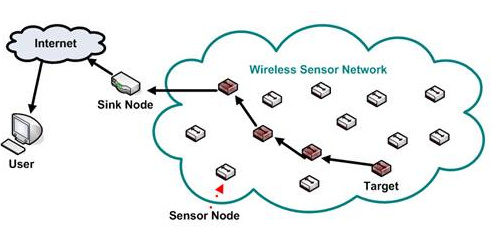 Internet
Wireless Sensor Network
Sink Node
User
Target
Sensor Node